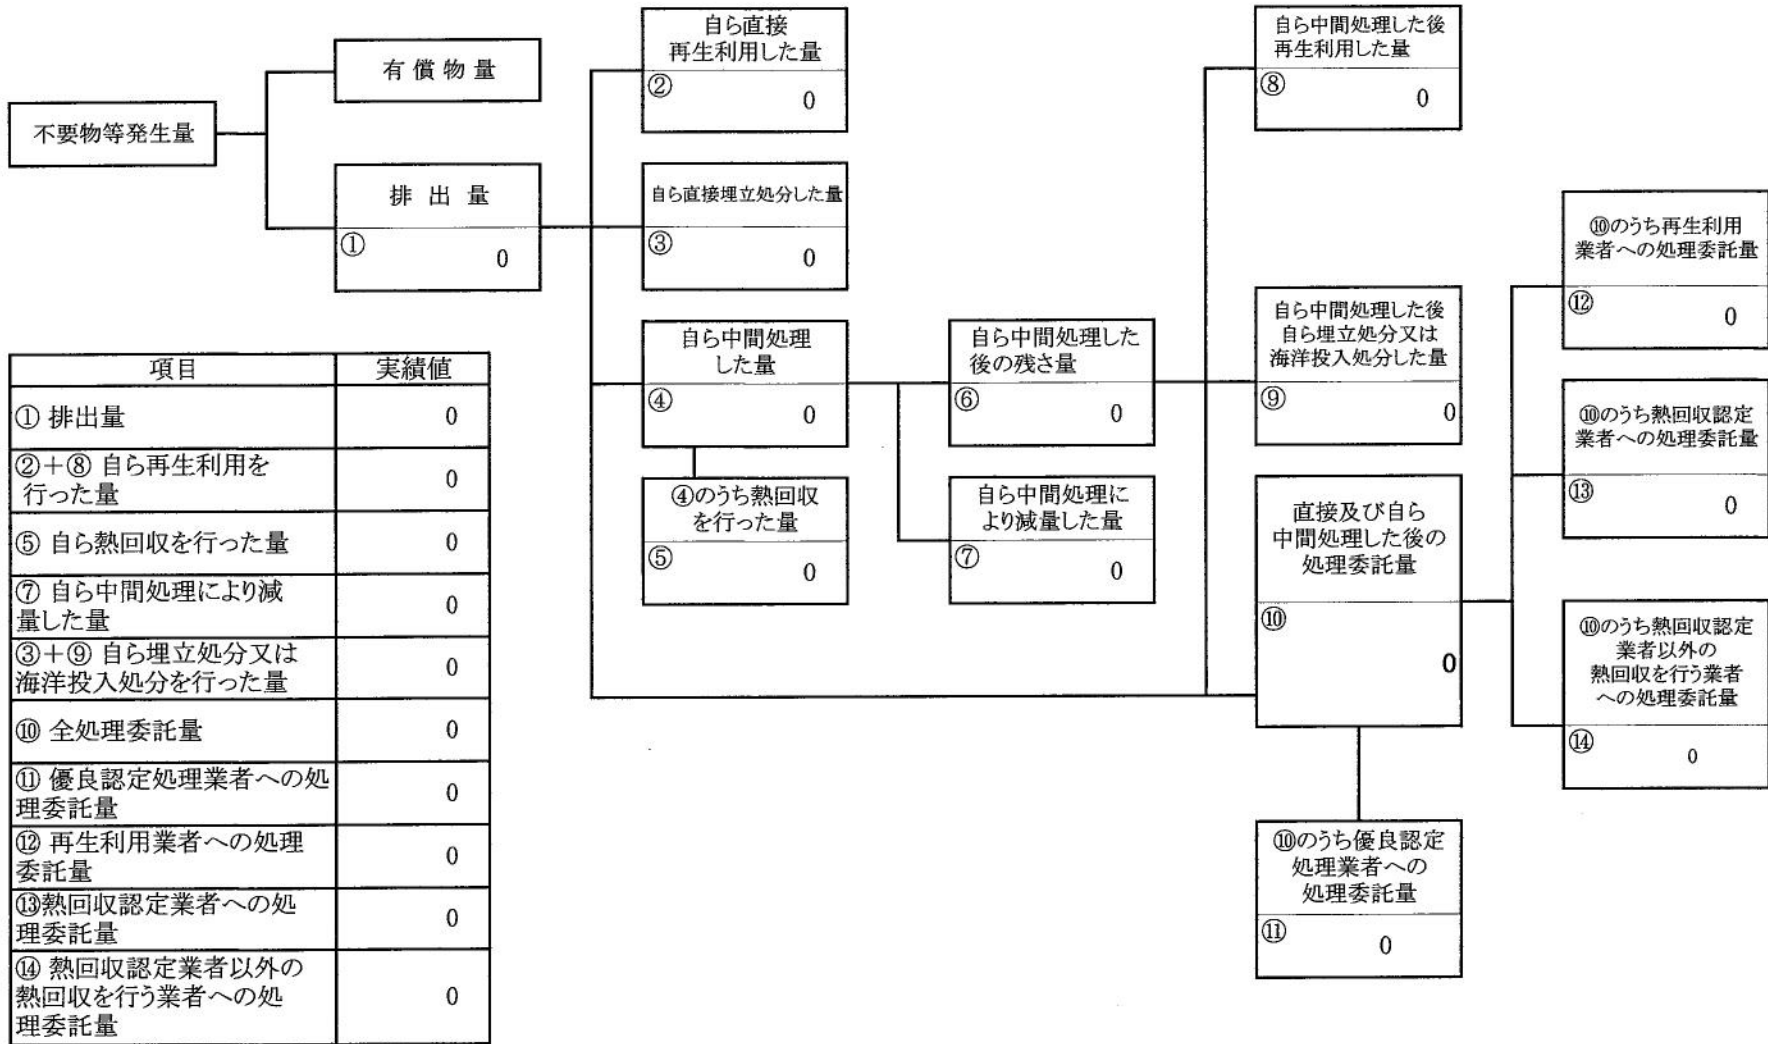 不要物等発生量
有償物量
排出量
①
0
自ら直接
再生利用した量
②
0
自ら直接埋立処分した量
③
0
自ら中間処理
した量
④
0
④のうち熱回収
を行った量
⑤
0
自ら中間処理した
後の残さ量
⑥
0
自ら中間処理に
より減量した量
⑦
0
自ら中間処理した後
再生利用した量
⑧
0
自ら中間処理した後
自ら埋立処分又は
海洋投入処分した量
⑨
0
直接及び自ら
中間処理した後の
処理委託量
⑩
0
⑩のうち優良認定
処理業者への
処理委託量
⑪
0
⑩のうち再生利用
業者への処理委託量
⑫
0
⑩のうち熱回収認定
業者への処理委託量
⑬
0
⑩のうち熱回収認定
業者以外の
熱回収を行う業者
への処理委託量
⑭
0
項目 実績値
① 排出量 0
②+⑧ 自ら再生利用を
行った量 0
⑤ 自ら熱回収を行った量 0
⑦ 自ら中間処理により減
量した量 0
③+⑨ 自ら埋立処分又は
海洋投入処分を行った量 0
⑩ 全処理委託量 0
⑪ 優良認定処理業者への処
理委託量 0
⑫ 再生利用業者への処理
委託量 0
⑬熱回収認定業者への処
理委託量 0
⑭ 熱回収認定業者以外の
熱回収を行う業者への処
理委託量 0